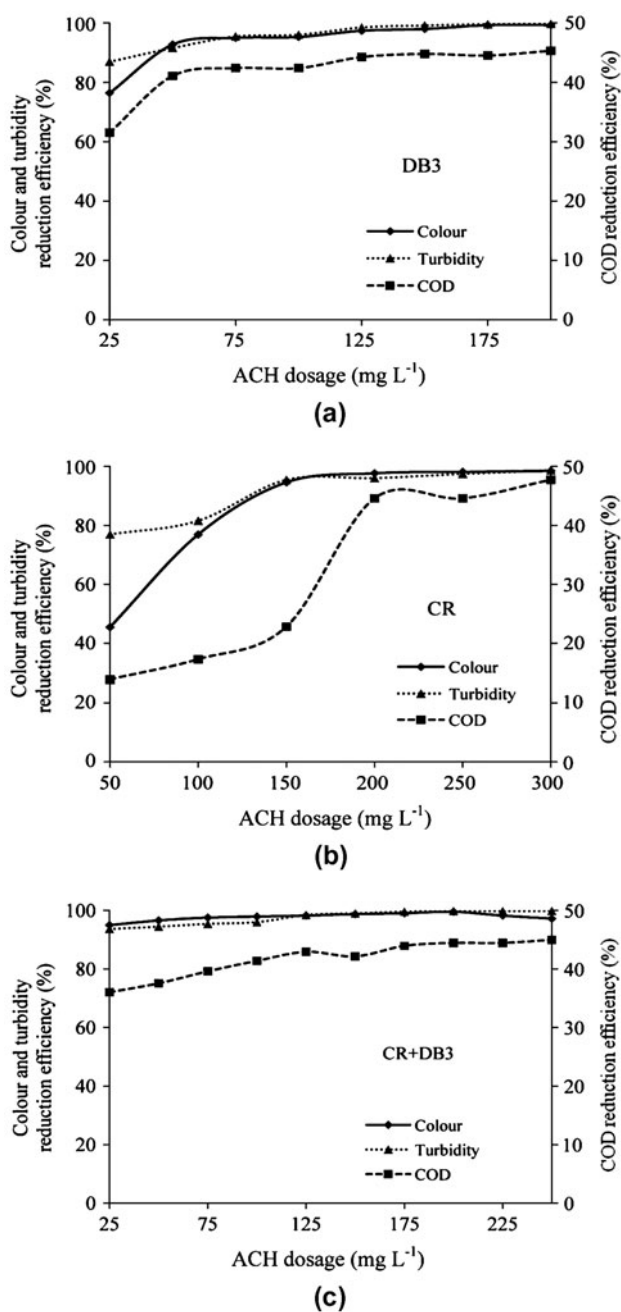 Colour and turbidity
reduction efficiency (%)
100
80
60
40
20
0
50
40
30
20
10
0
COD reduction efficiency (%)
DB3
Colour
Turbidity
COD
25 75 125 175
ACH dosage (mg L⁻¹)
(a)
Colour and turbidity
reduction efficiency (%)
100
80
60
40
20
0
50
40
30
20
10
0
COD reduction efficiency (%)
CR
Colour
Turbidity
COD
50 100 150 200 250 300
ACH dosage (mg L⁻¹)
(b)
Colour and turbidity
reduction efficiency (%)
100
80
60
40
20
0
50
40
30
20
10
0
COD reduction efficiency (%)
CR+DB3
Colour
Turbidity
COD
25 75 125 175 225
ACH dosage (mg L⁻¹)
(c)